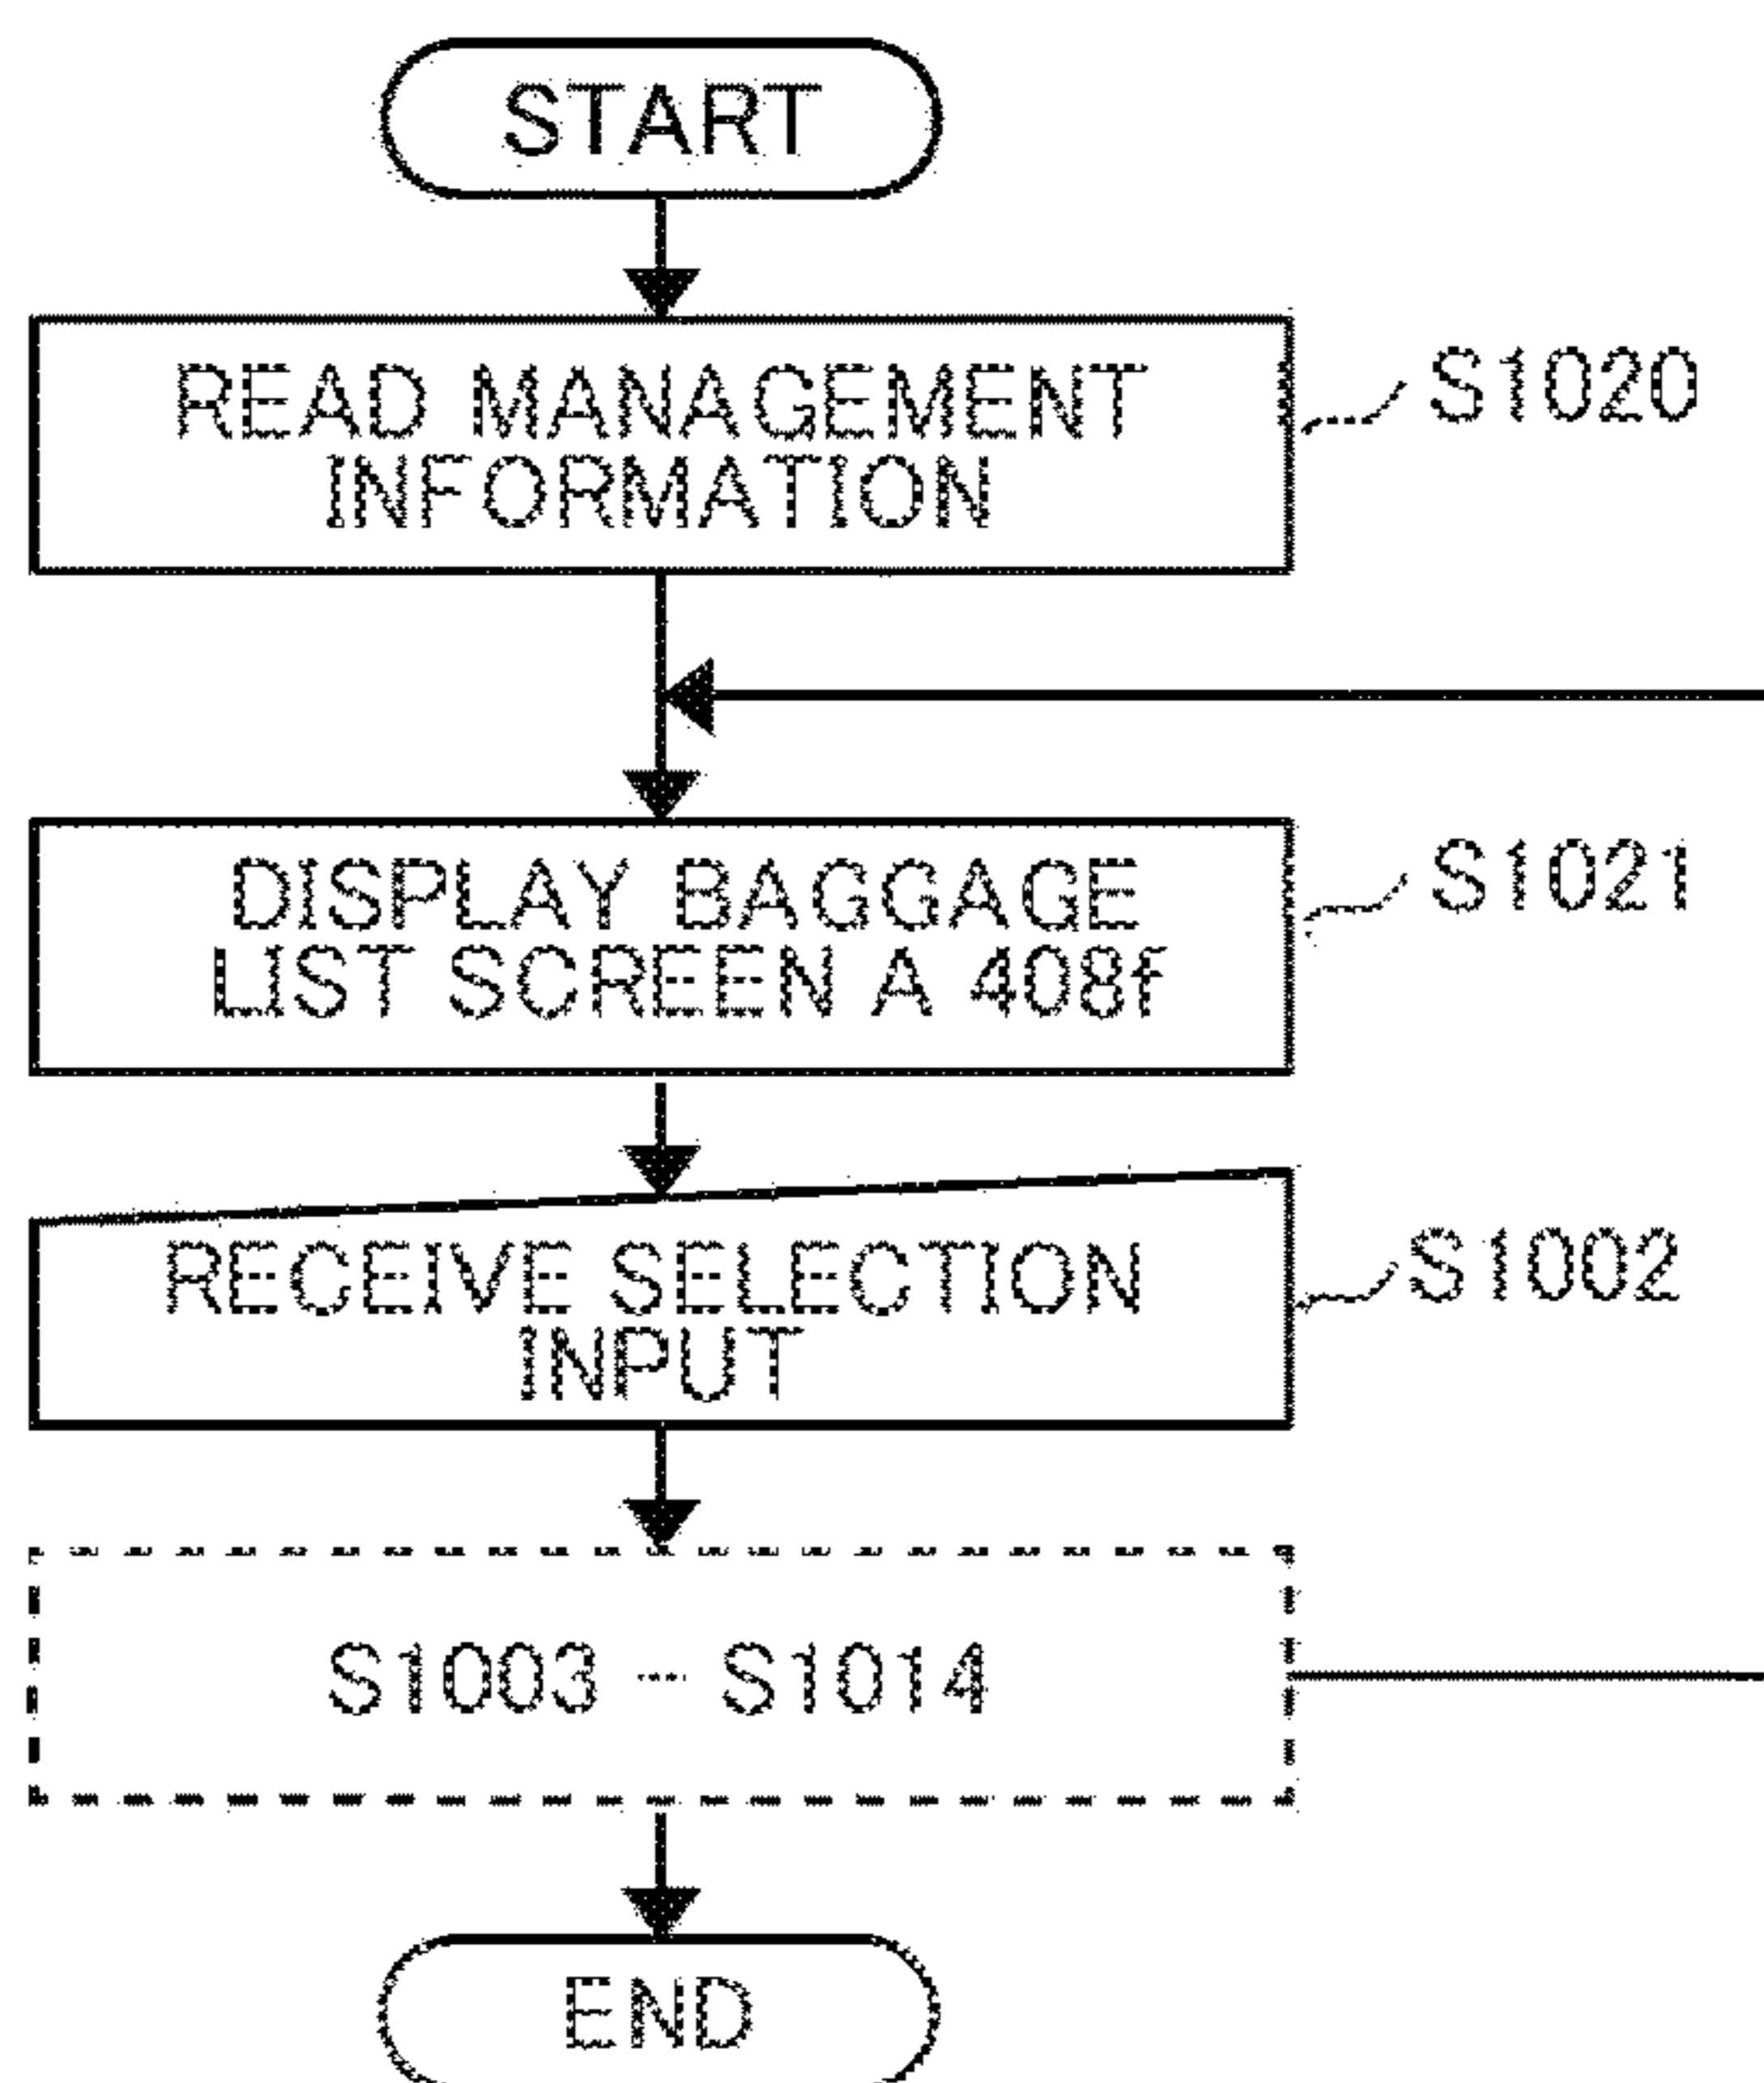 START
READ MANAGEMENT
INFORMATION
S1020
DISPLAY BAGGAGE
LIST SCREEN A 408f
S1021
RECEIVE SELECTION
INPUT
S1002
S1003 - S1014
END